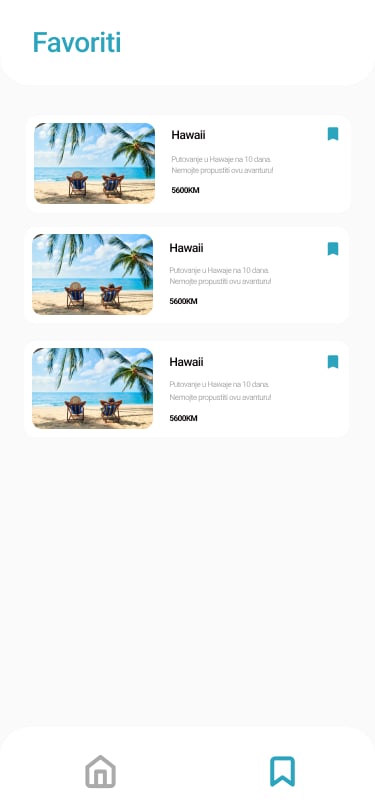 Favoriti
Hawaii
Putovanje u Hawaje na 10 dana.
Nemojte propustiti ovu avanturu!
5600KM
Hawaii
Putovanje u Hawaje na 10 dana.
Nemojte propustiti ovu avanturu!
5600KM
Hawaii
Putovanje u Hawaje na 10 dana.
Nemojte propustiti ovu avanturu!
5600KM